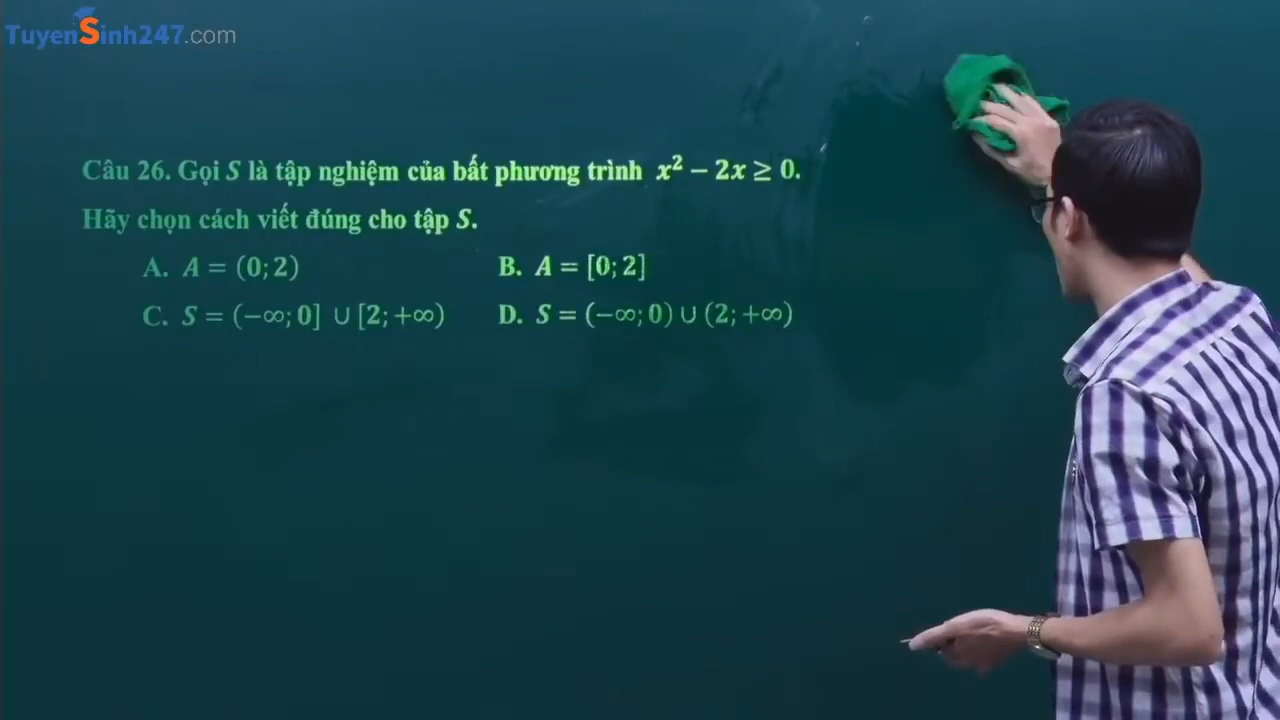 TuyenSinh247.com
Câu 26. Gọi S là tập nghiệm của bất phương trình x² − 2x ≥ 0.
Hãy chọn cách viết đúng cho tập S.
A. A = (0; 2) B. A = [0; 2]
C. S = (−∞; 0] ∪ [2; +∞) D. S = (−∞; 0) ∪ (2; +∞)